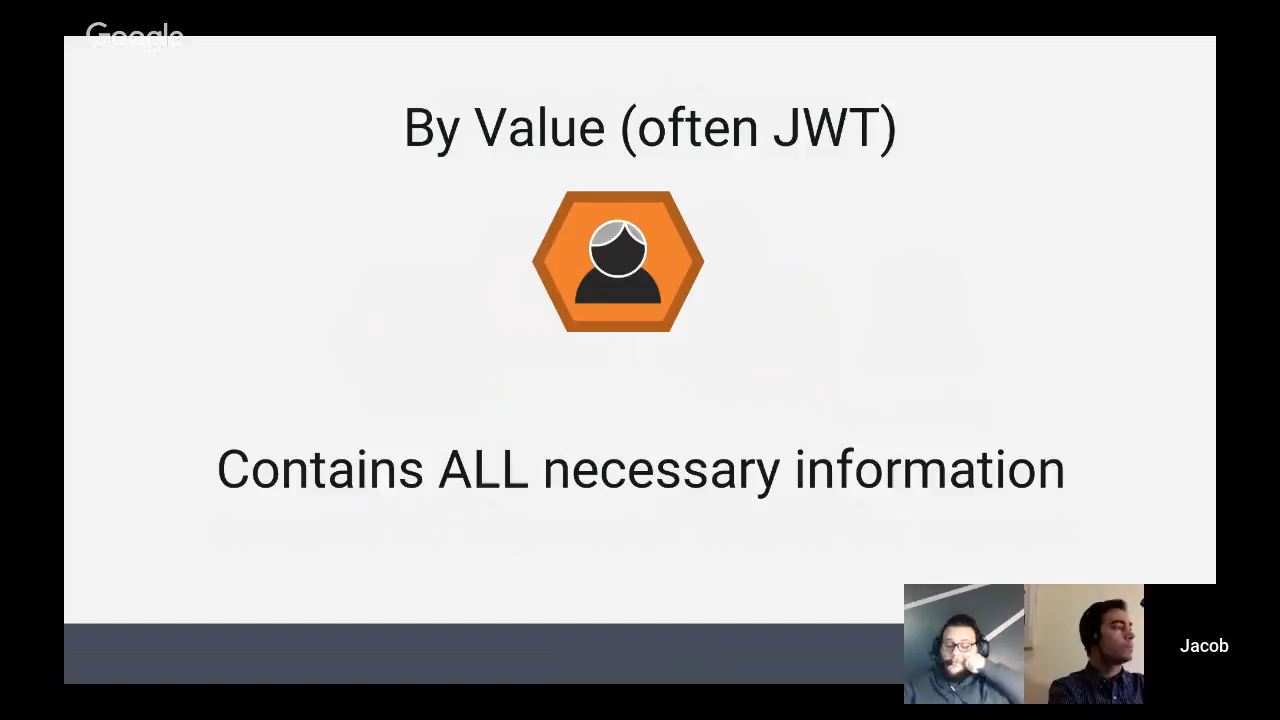 Google
By Value (often JWT)
Contains ALL necessary information
Jacob